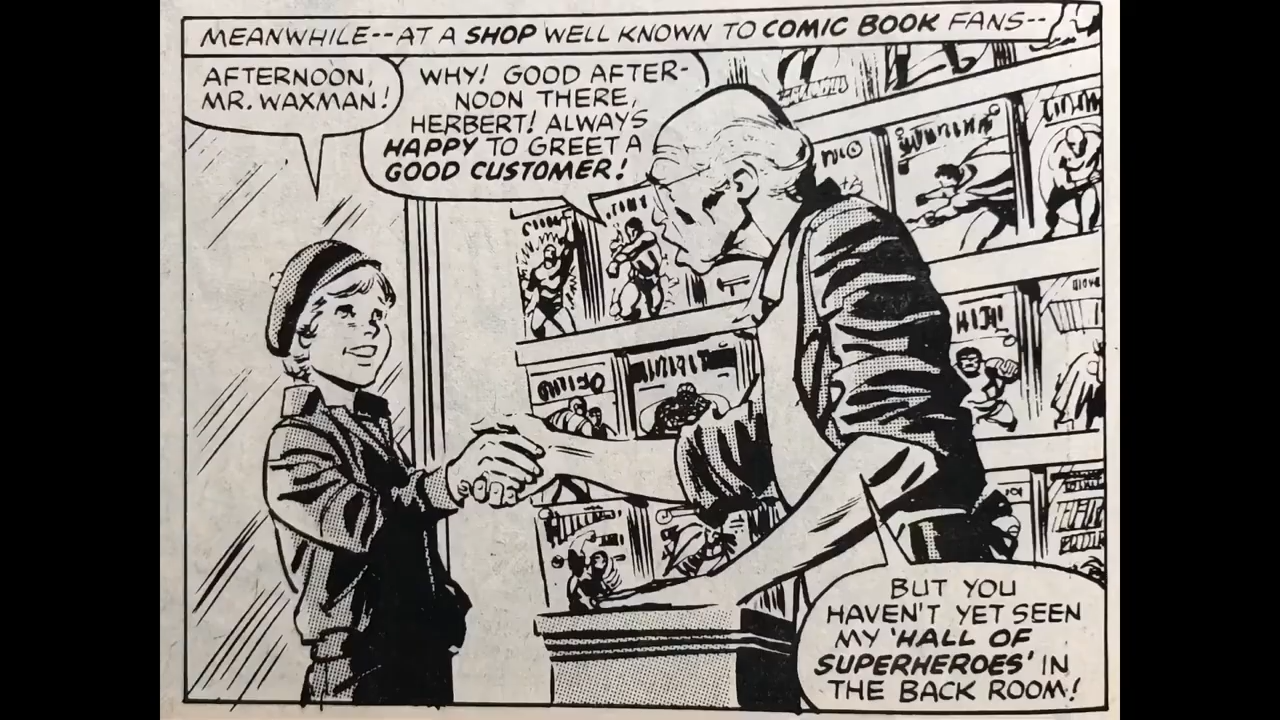 MEANWHILE--AT A SHOP WELL KNOWN TO COMIC BOOK FANS--
AFTERNOON,
MR. WAXMAN!
WHY! GOOD AFTER-
NOON THERE,
HERBERT! ALWAYS
HAPPY TO GREET A
GOOD CUSTOMER!
BUT YOU
HAVEN'T YET SEEN
MY 'HALL OF
SUPERHEROES' IN
THE BACK ROOM!